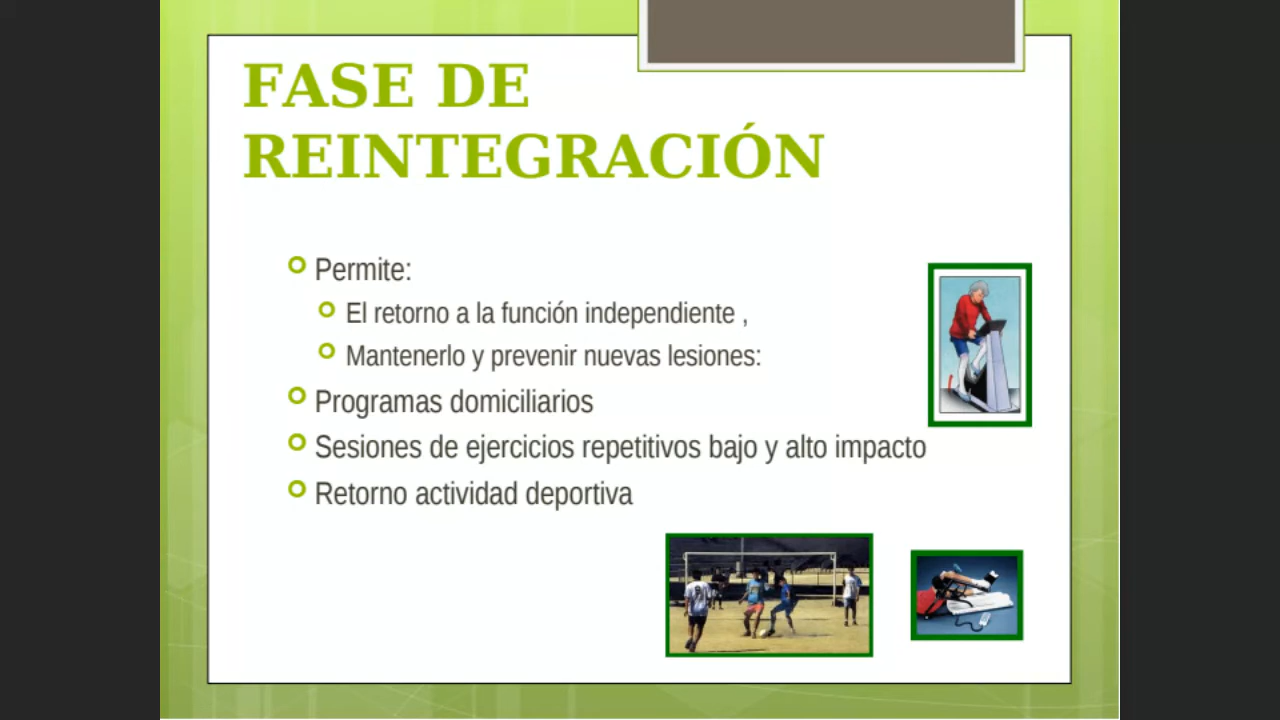 FASE DE
REINTEGRACIÓN
Permite:
El retorno a la función independiente ,
Mantenerlo y prevenir nuevas lesiones:
Programas domiciliarios
Sesiones de ejercicios repetitivos bajo y alto impacto
Retorno actividad deportiva